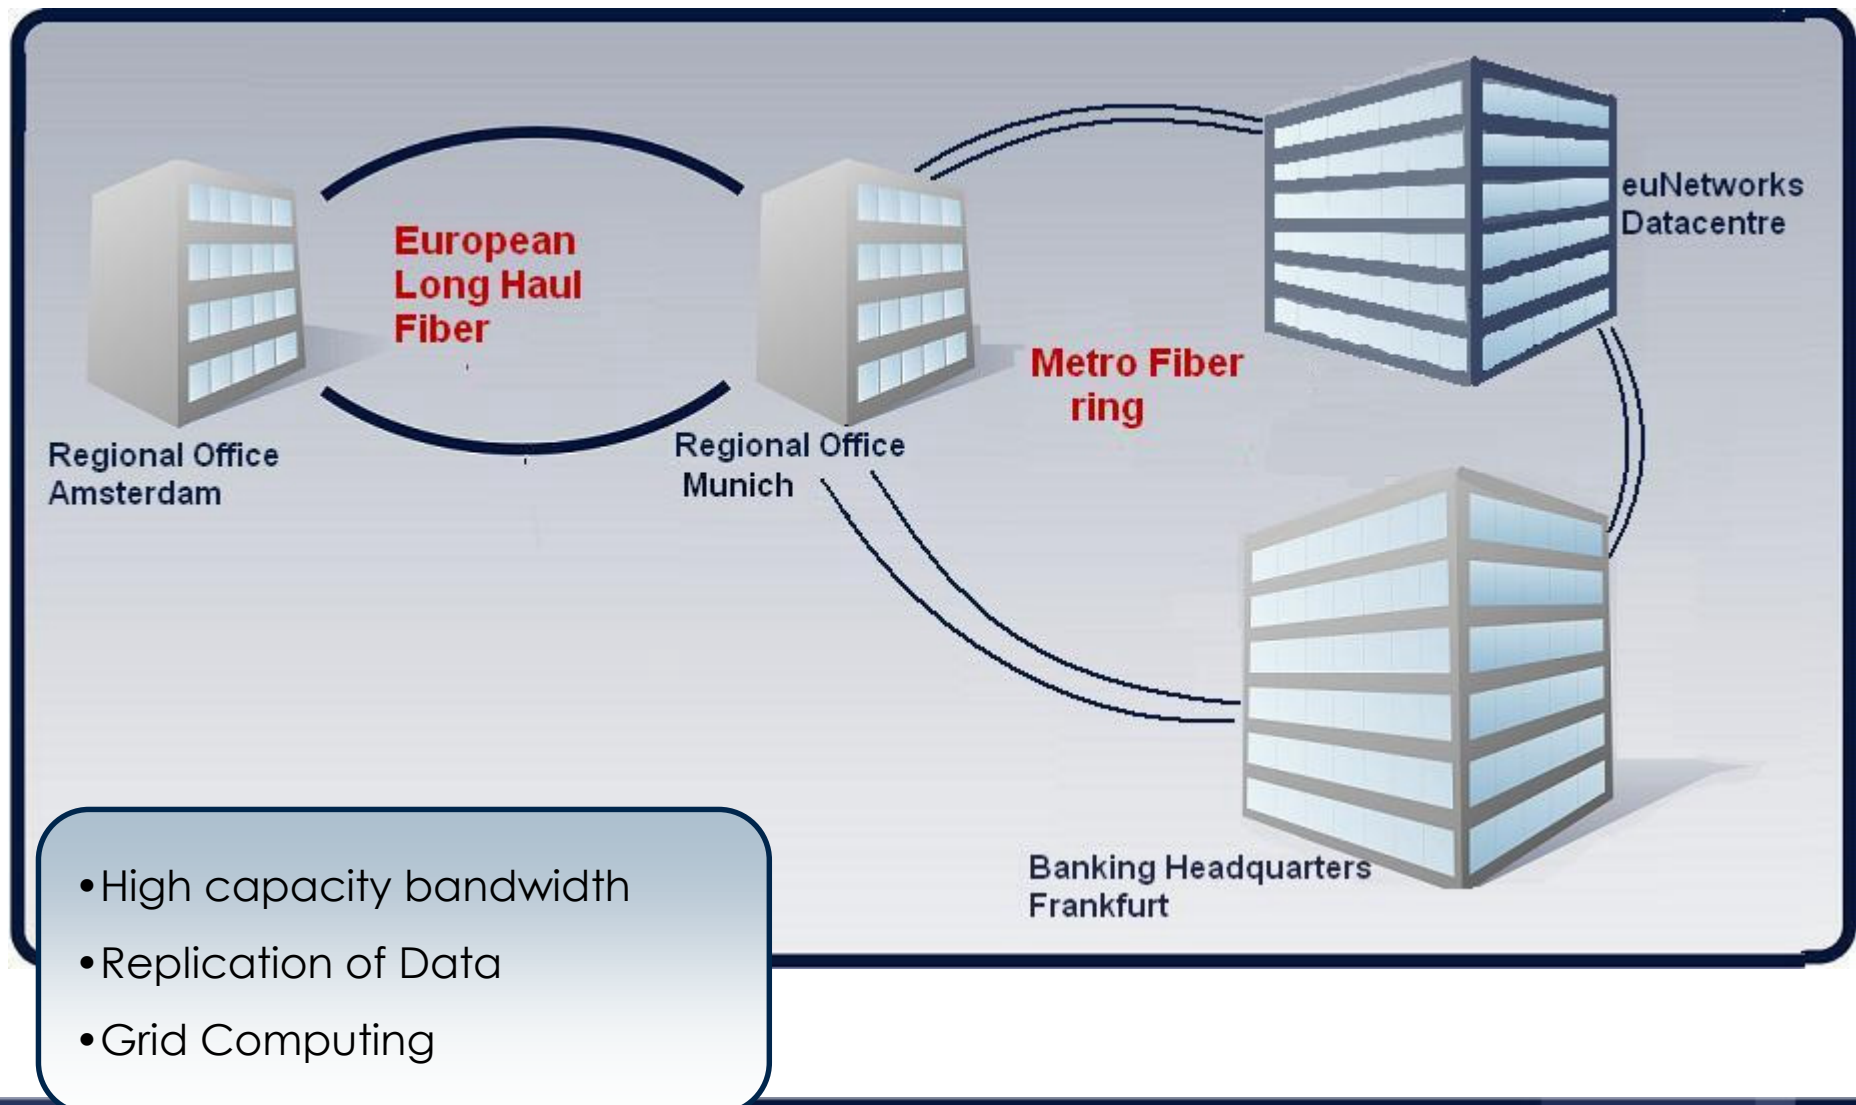 euNetworks
Datacentre
European
Long Haul
Fiber
Metro Fiber
ring
Regional Office
Amsterdam
Regional Office
Munich
Banking Headquarters
Frankfurt
•High capacity bandwidth
•Replication of Data
•Grid Computing